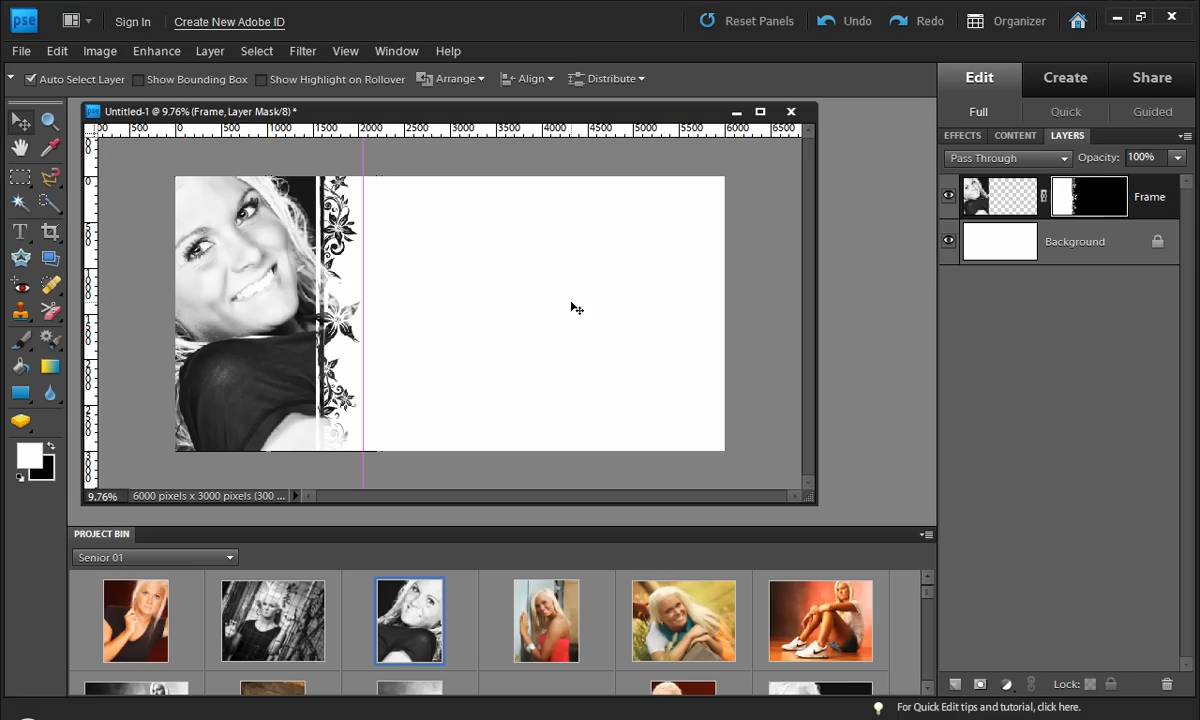 pse Sign In Create New Adobe ID Reset Panels Undo Redo Organizer
File Edit Image Enhance Layer Select Filter View Window Help
Auto Select Layer Show Bounding Box Show Highlight on Rollover Arrange Align Distribute
Edit Create Share
Full Quick Guided
EFFECTS CONTENT LAYERS
Pass Through Opacity: 100%
Frame
Background
Untitled-1 @ 9.76% (Frame,Layer Mask/8) *
500 0 500 1000 1500 2000 2500 3000 3500 4000 4500 5000 5500 6000 6500
9.76% 6000 pixels x 3000 pixels (300 ...
PROJECT BIN
Senior 01
Lock:
For Quick Edit tips and tutorial, click here.